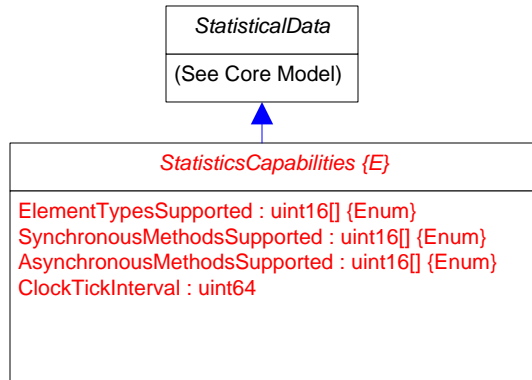 StatisticalData
(See Core Model)
StatisticsCapabilities {E}
ElementTypesSupported : uint16[] {Enum}
SynchronousMethodsSupported : uint16[] {Enum}
AsynchronousMethodsSupported : uint16[] {Enum}
ClockTickInterval : uint64